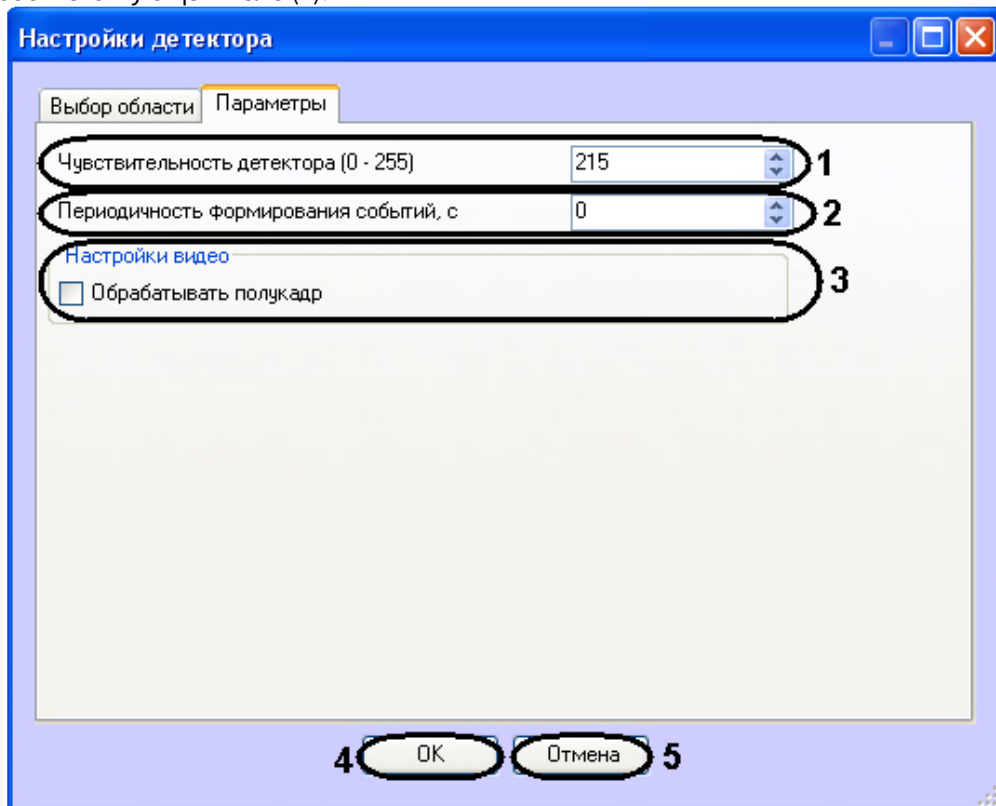 Настройки детектора
Выбор области Параметры
Чувствительность детектора (0 - 255) 215 1
Периодичность формирования событий, с 0 2
Настройки видео
Обрабатывать полукадр 3
4 OK Отмена 5